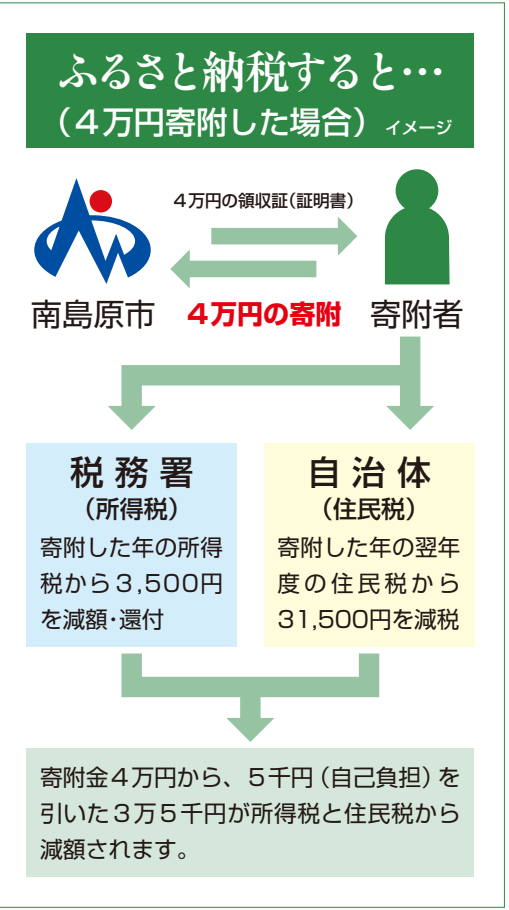 ふるさと納税すると…
（４万円寄附した場合）イメージ
４万円の領収証（証明書）
南島原市
４万円の寄附
寄附者
税務署
（所得税）
寄附した年の所得
税から３,５００円
を減額・還付
自治体
（住民税）
寄附した年の翌年
度の住民税から
31,500円を減税
寄附金４万円から、５千円（自己負担）を
引いた３万５千円が所得税と住民税から
減額されます。